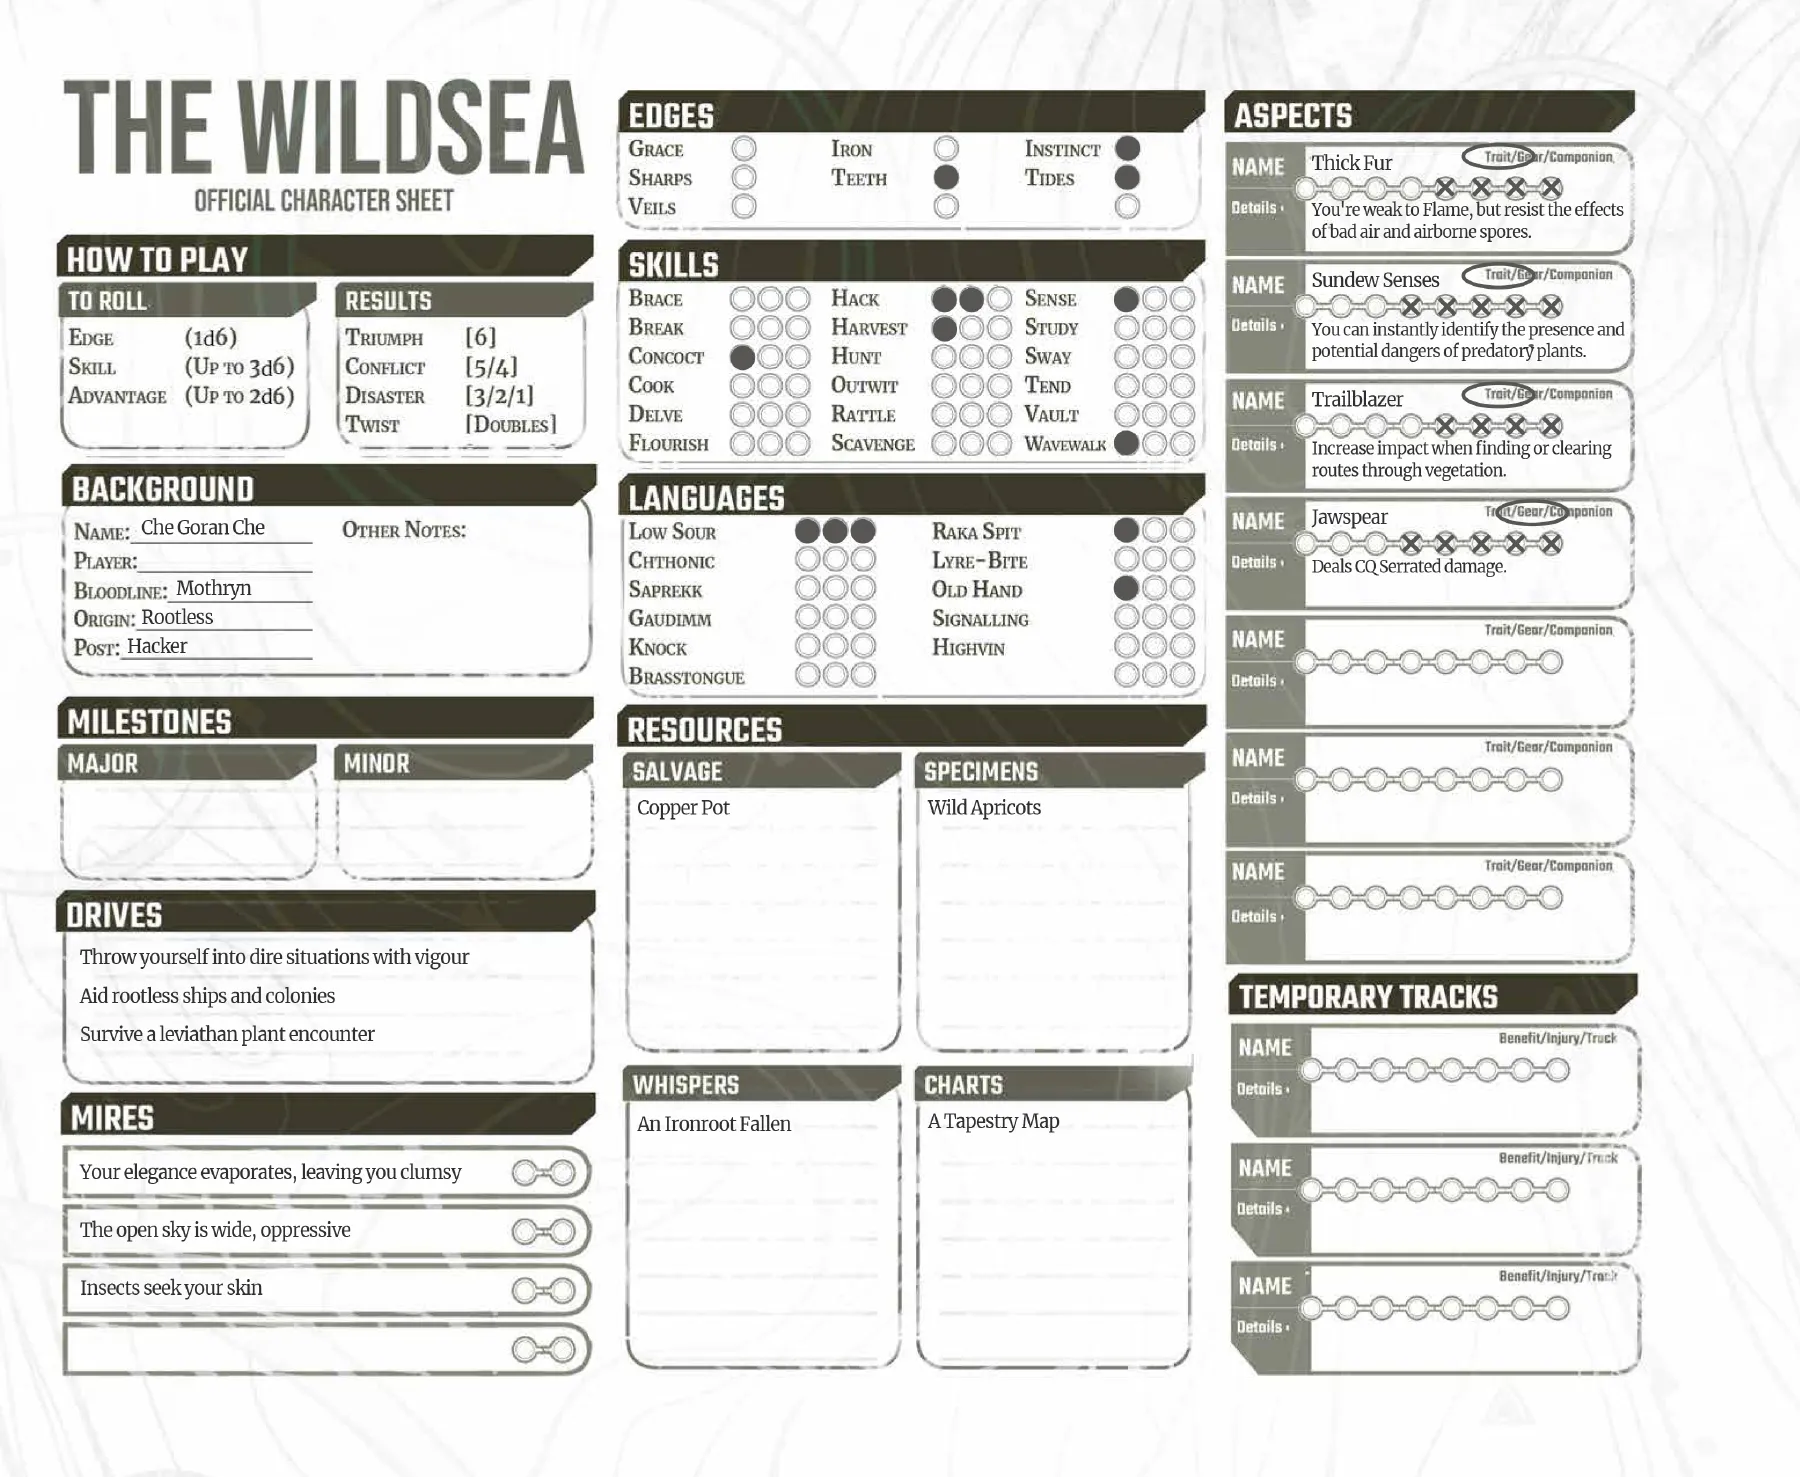 THE WILDSEA
OFFICIAL CHARACTER SHEET
HOW TO PLAY
TO ROLL
EDGE (1d6)
SKILL (UP TO 3d6)
ADVANTAGE (UP TO 2d6)
RESULTS
TRIUMPH [6]
CONFLICT [5/4]
DISASTER [3/2/1]
TWIST [DOUBLES]
BACKGROUND
NAME: Che Goran Che
PLAYER:
BLOODLINE: Mothryn
ORIGIN: Rootless
POST: Hacker
OTHER NOTES:
MILESTONES
MAJOR
MINOR
DRIVES
Throw yourself into dire situations with vigour
Aid rootless ships and colonies
Survive a leviathan plant encounter
MIRES
Your elegance evaporates, leaving you clumsy
The open sky is wide, oppressive
Insects seek your skin
EDGES
GRACE IRON INSTINCT
SHARPS TEETH TIDES
VEILS
SKILLS
BRACE HACK SENSE
BREAK HARVEST STUDY
CONCOCT HUNT SWAY
COOK OUTWIT TEND
DELVE RATTLE VAULT
FLOURISH SCAVENGE WAVEWALK
LANGUAGES
LOW SOUR RAKA SPIT
CHTHONIC LYRE-BITE
SAPREKK OLD HAND
GAUDIMM SIGNALLING
KNOCK HIGHVIN
BRASSTONGUE
RESOURCES
SALVAGE
Copper Pot
SPECIMENS
Wild Apricots
WHISPERS
An Ironroot Fallen
CHARTS
A Tapestry Map
ASPECTS
NAME Thick Fur Trait/Gear/Companion
Details
You're weak to Flame, but resist the effects
of bad air and airborne spores.
NAME Sundew Senses Trait/Gear/Companion
Details
You can instantly identify the presence and
potential dangers of predatory plants.
NAME Trailblazer Trait/Gear/Companion
Details
Increase impact when finding or clearing
routes through vegetation.
NAME Jawspear Trait/Gear/Companion
Details
Deals CQ Serrated damage.
NAME Trait/Gear/Companion
Details
NAME Trait/Gear/Companion
Details
NAME Trait/Gear/Companion
Details
TEMPORARY TRACKS
NAME Benefit/Injury/Track
Details
NAME Benefit/Injury/Track
Details
NAME Benefit/Injury/Track
Details